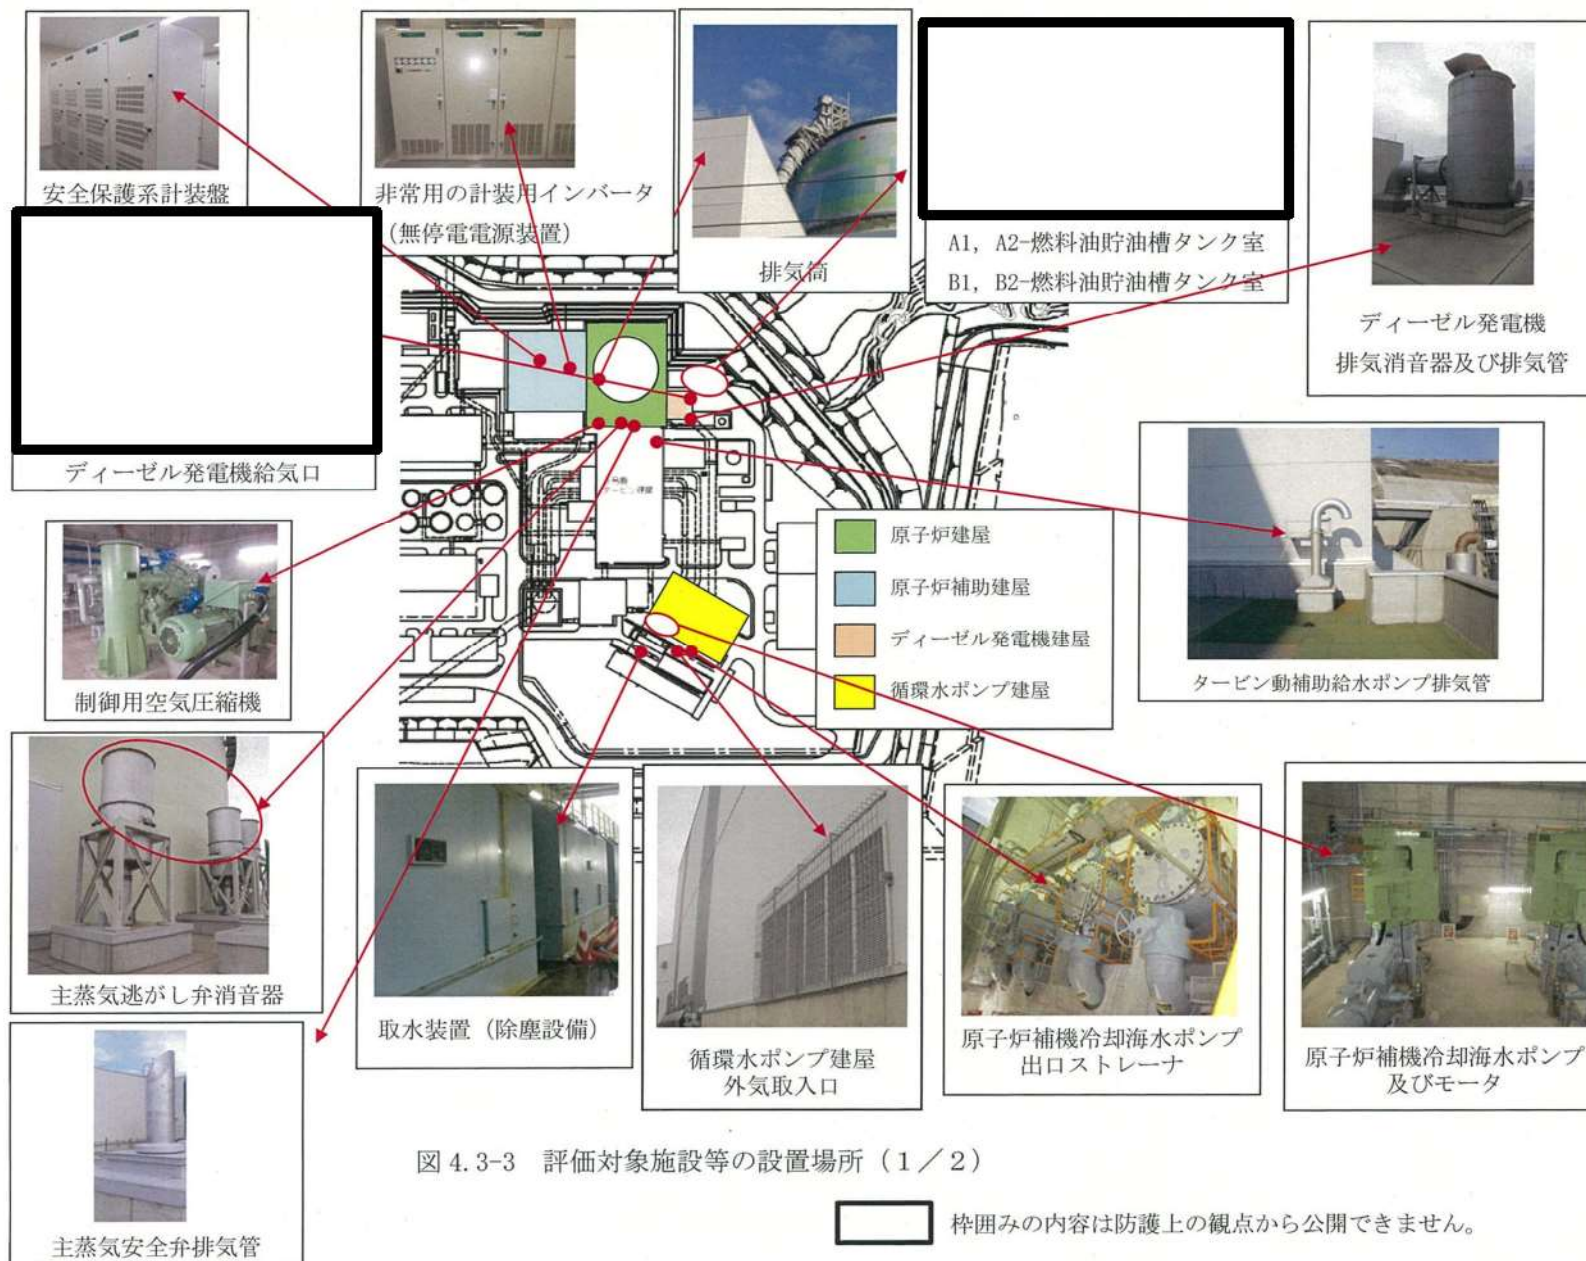 安全保護系計装盤
非常用の計装用インバータ
（無停電電源装置）
排気筒
A1, A2-燃料油貯油槽タンク室
B1, B2-燃料油貯油槽タンク室
ディーゼル発電機
排気消音器及び排気管
ディーゼル発電機給気口
タービン建屋
原子炉建屋
原子炉補助建屋
ディーゼル発電機建屋
循環水ポンプ建屋
タービン動補助給水ポンプ排気管
制御用空気圧縮機
主蒸気逃がし弁消音器
取水装置（除塵設備）
循環水ポンプ建屋
外気取入口
原子炉補機冷却海水ポンプ
出口ストレーナ
原子炉補機冷却海水ポンプ
及びモータ
主蒸気安全弁排気管
図 4.3-3　評価対象施設等の設置場所（１／２）
枠囲みの内容は防護上の観点から公開できません。